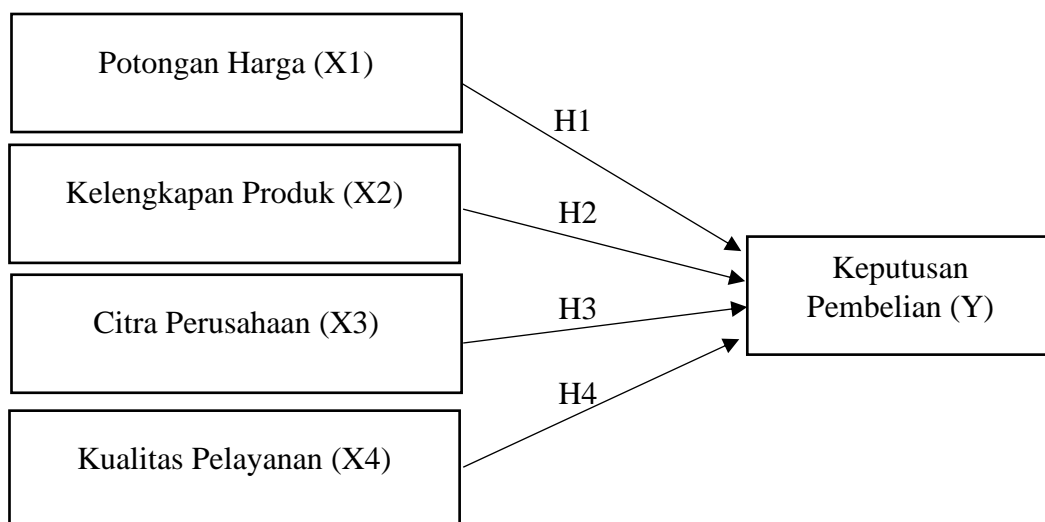 Potongan Harga (X1)
H1
Kelengkapan Produk (X2)
H2
Citra Perusahaan (X3)
H3
Kualitas Pelayanan (X4)
H4
Keputusan
Pembelian (Y)